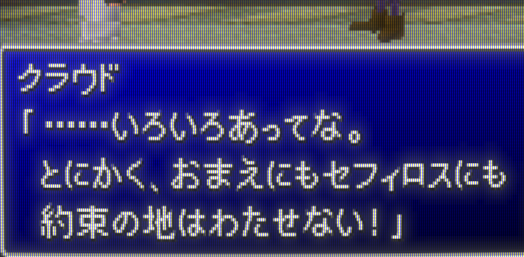 クラウド
「……いろいろあってな。
とにかく、おまえにもセフィロスにも
約束の地はわたせない！」